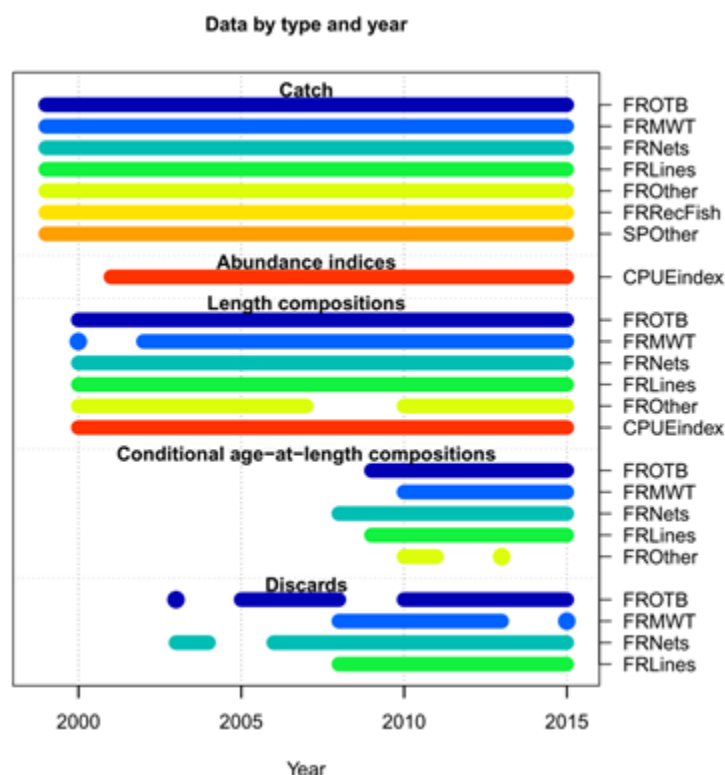 Data by type and year
Catch
FROTB
FRMWT
FRNets
FRLines
FROther
FRRecFish
SPOther
Abundance indices
CPUEindex
Length compositions
FROTB
FRMWT
FRNets
FRLines
FROther
CPUEindex
Conditional age−at−length compositions
FROTB
FRMWT
FRNets
FRLines
FROther
Discards
FROTB
FRMWT
FRNets
FRLines
2000 2005 2010 2015
Year